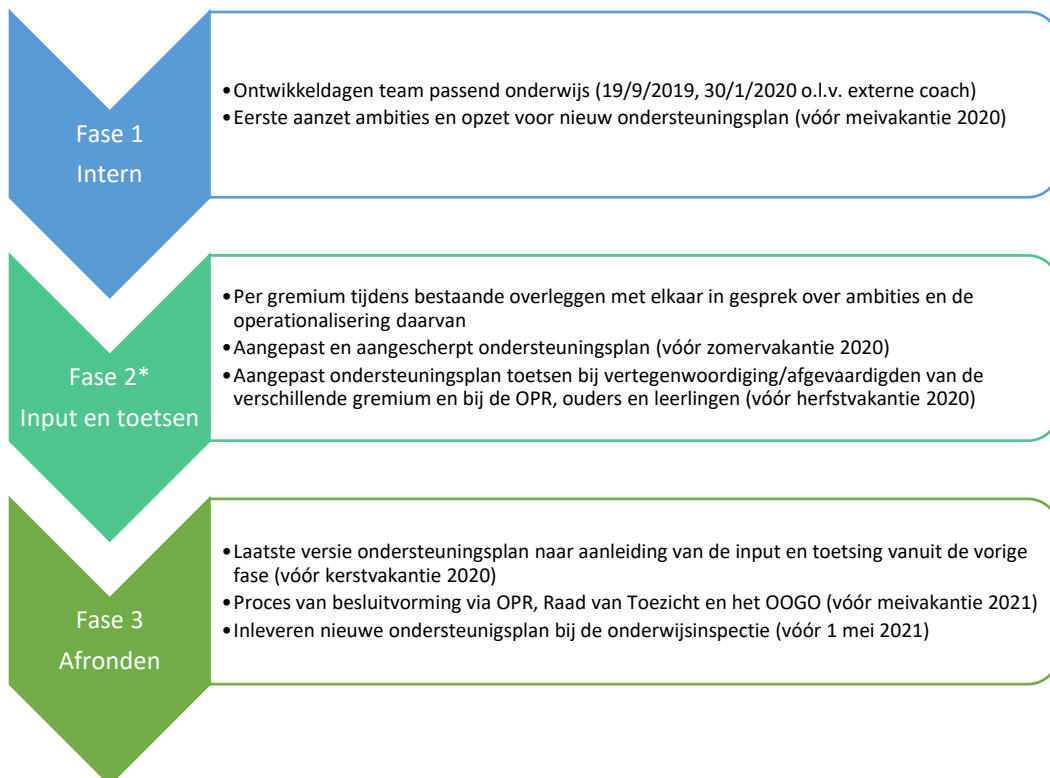 Fase 1
Intern
•Ontwikkeldagen team passend onderwijs (19/9/2019, 30/1/2020 o.l.v. externe coach)
•Eerste aanzet ambities en opzet voor nieuw ondersteuningsplan (vóór meivakantie 2020)
Fase 2*
Input en toetsen
•Per gremium tijdens bestaande overleggen met elkaar in gesprek over ambities en de
operationalisering daarvan
•Aangepast en aangescherpt ondersteuningsplan (vóór zomervakantie 2020)
•Aangepast ondersteuningsplan toetsen bij vertegenwoordiging/afgevaardigden van de
verschillende gremium en bij de OPR, ouders en leerlingen (vóór herfstvakantie 2020)
Fase 3
Afronden
•Laatste versie ondersteuningsplan naar aanleiding van de input en toetsing vanuit de vorige
fase (vóór kerstvakantie 2020)
•Proces van besluitvorming via OPR, Raad van Toezicht en het OOGO (vóór meivakantie 2021)
•Inleveren nieuwe ondersteunigsplan bij de onderwijsinspectie (vóór 1 mei 2021)